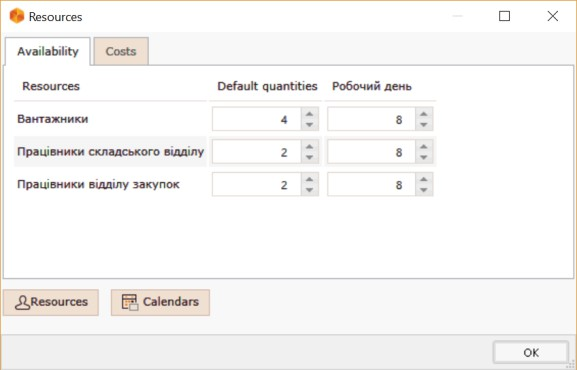 Resources
Availability Costs
Resources Default quantities Робочий день
Вантажники 4 8
Працівники складського відділу 2 8
Працівники відділу закупок 2 8
Resources Calendars
OK